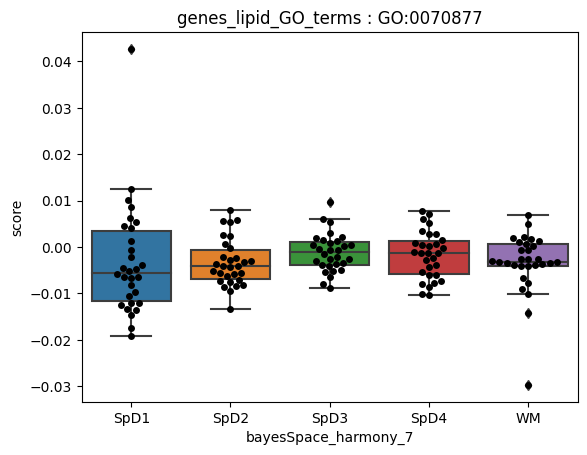 genes_lipid_GO_terms : GO:0070877
score
0.04
0.03
0.02
0.01
0.00
−0.01
−0.02
−0.03
SpD1 SpD2 SpD3 SpD4 WM
bayesSpace_harmony_7